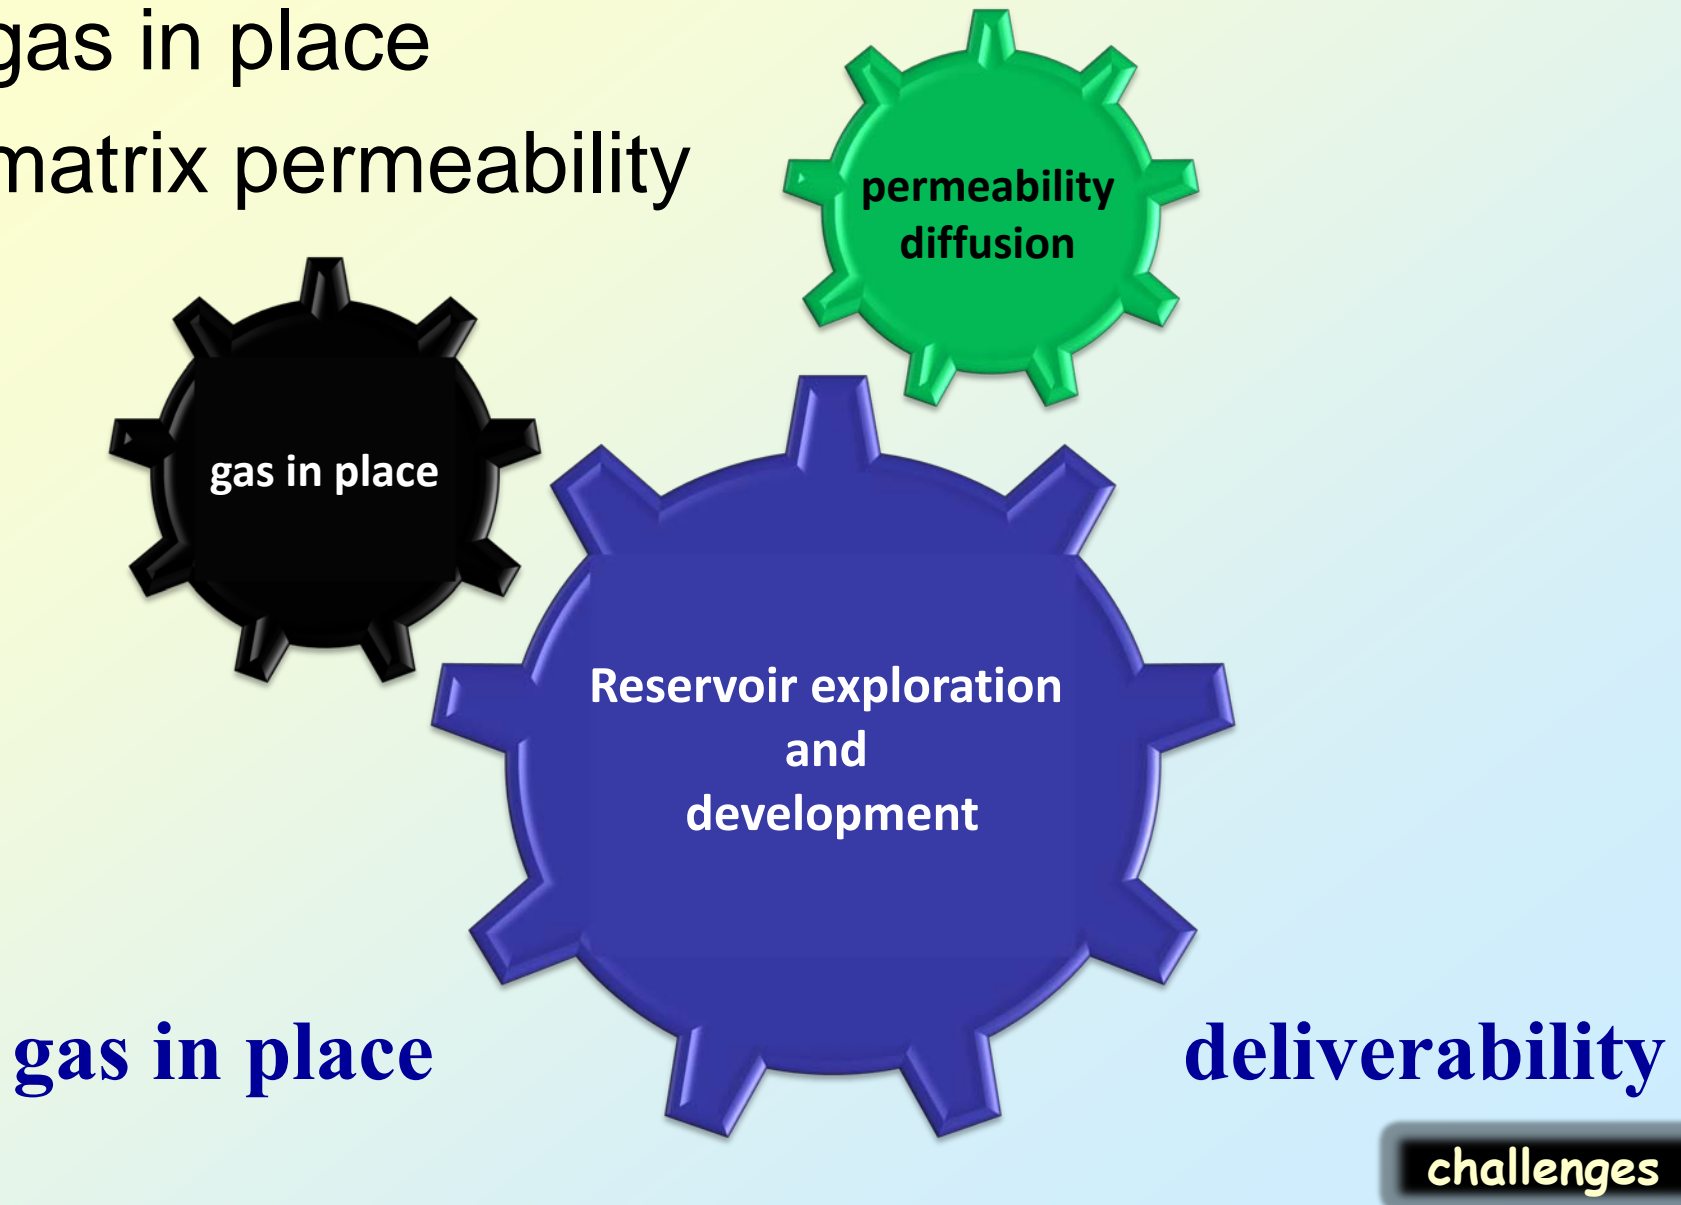 gas in place
matrix permeability
permeability
diffusion
gas in place
Reservoir exploration
and
development
gas in place
deliverability
challenges